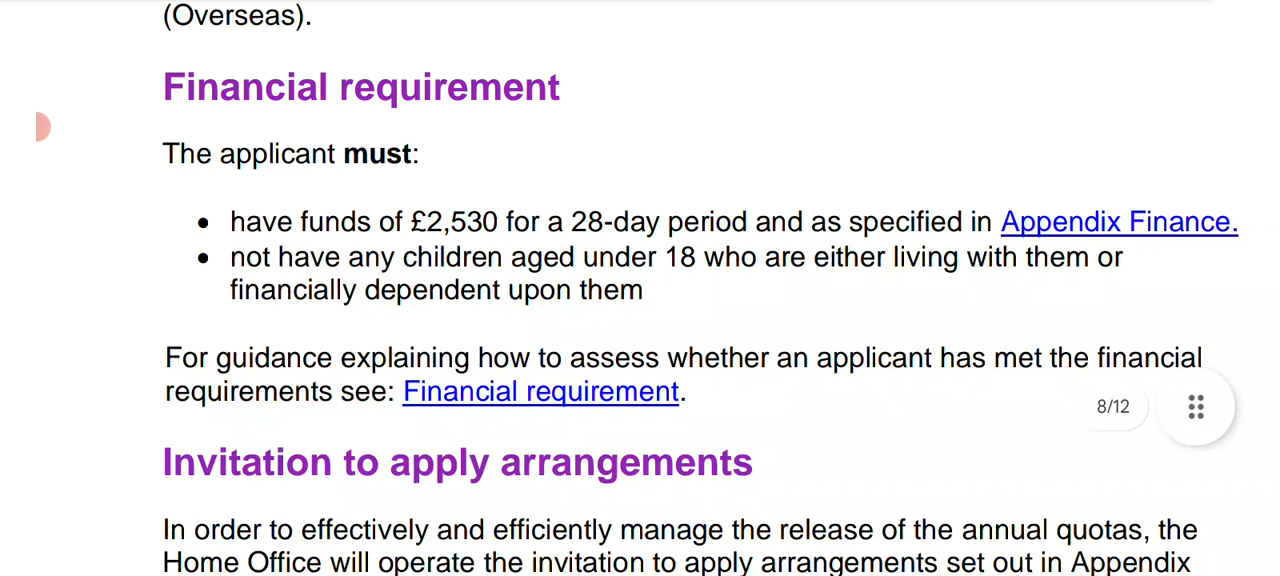 (Overseas).
Financial requirement
The applicant must:
• have funds of £2,530 for a 28-day period and as specified in Appendix Finance.
• not have any children aged under 18 who are either living with them or
financially dependent upon them
For guidance explaining how to assess whether an applicant has met the financial
requirements see: Financial requirement.
8/12
Invitation to apply arrangements
In order to effectively and efficiently manage the release of the annual quotas, the
Home Office will operate the invitation to apply arrangements set out in Appendix